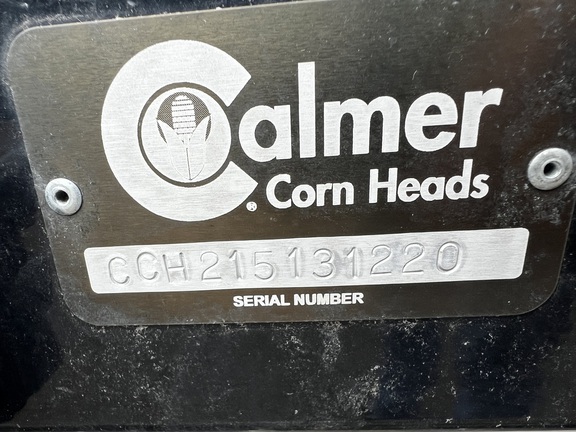 Calmer
® Corn Heads
CCH215131220
SERIAL NUMBER